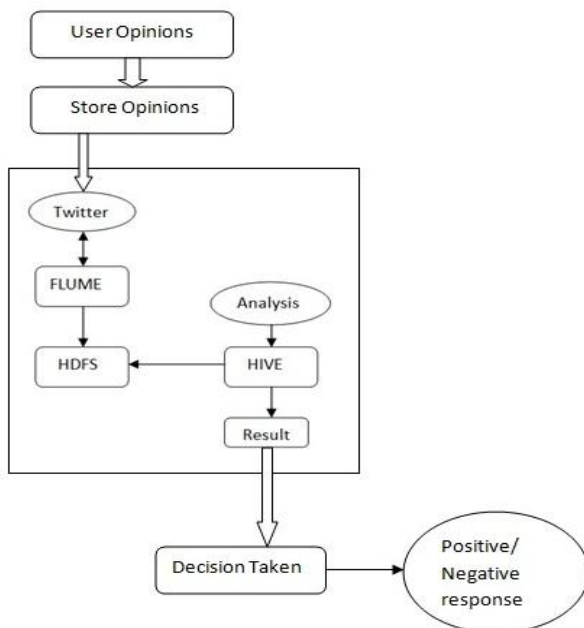 User Opinions
Store Opinions
Twitter
FLUME
Analysis
HDFS
HIVE
Result
Decision Taken
Positive/
Negative
response